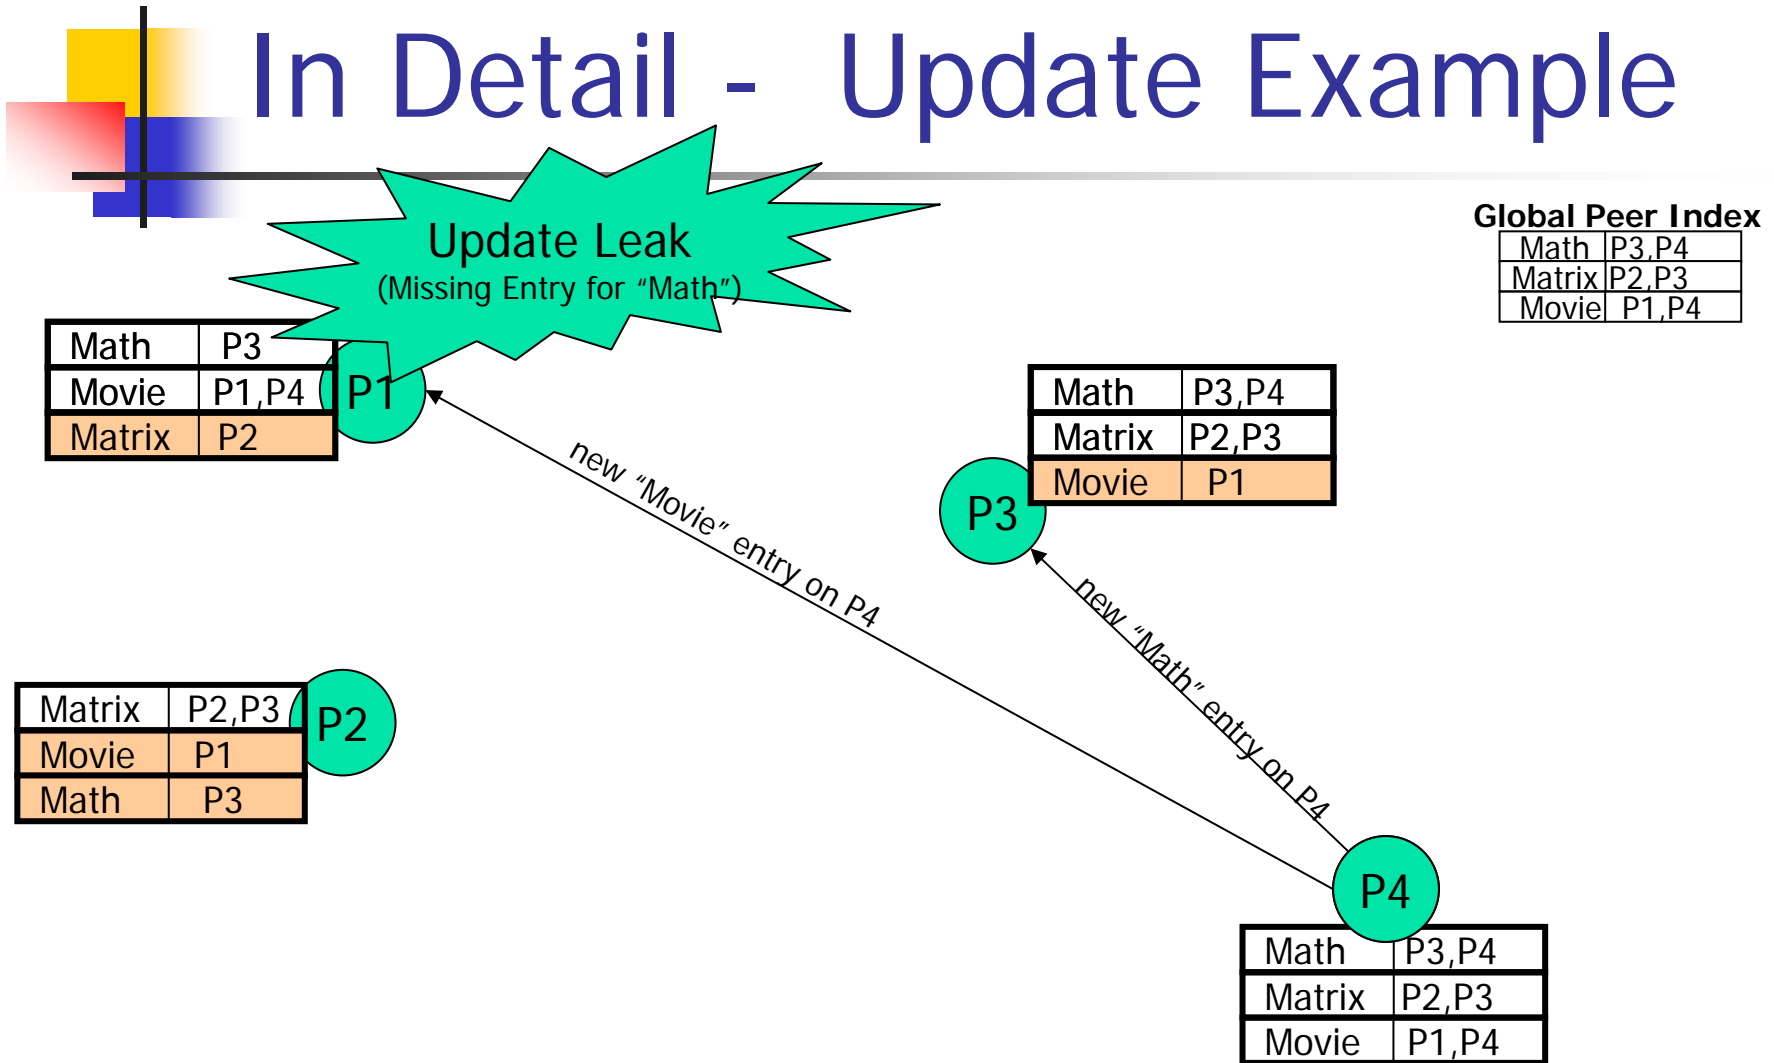 In Detail - Update Example
Update Leak
(Missing Entry for “Math”)
Global Peer Index
Math P3,P4
Matrix P2,P3
Movie P1,P4
Math P3
Movie P1,P4
Matrix P2
P1
Math P3,P4
Matrix P2,P3
Movie P1
P3
new “Movie” entry on P4
new “Math” entry on P4
Matrix P2,P3
Movie P1
Math P3
P2
P4
Math P3,P4
Matrix P2,P3
Movie P1,P4